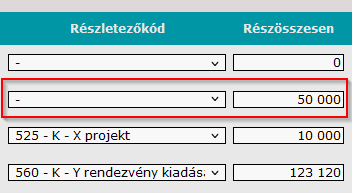 Részletezőkód Részösszesen
- 0
- 50 000
525 - K - X projekt 10 000
560 - K - Y rendezvény kiadás 123 120